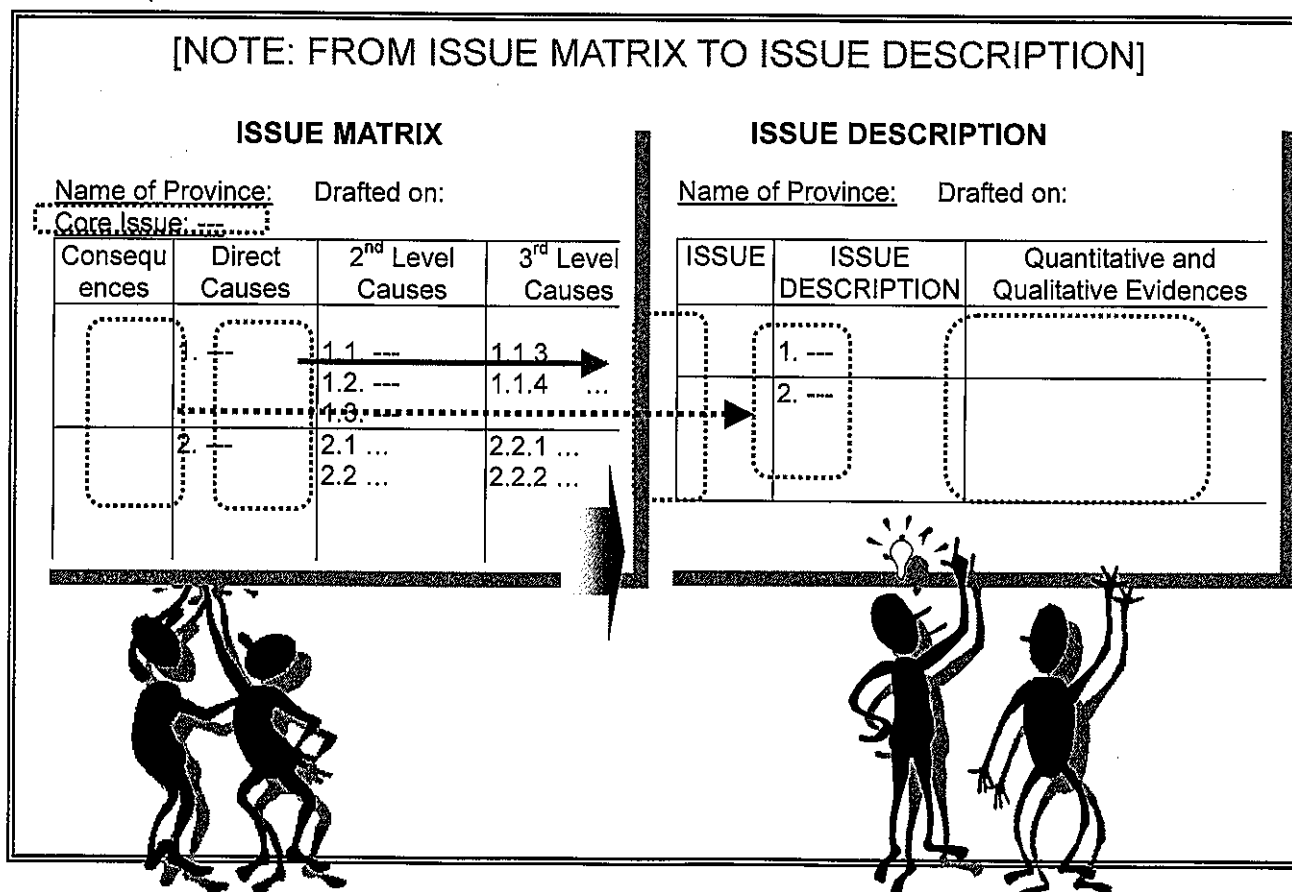 [NOTE: FROM ISSUE MATRIX TO ISSUE DESCRIPTION]
ISSUE MATRIX
Name of Province: Drafted on:
Core Issue: ---
Consequ
ences
Direct
Causes
2nd Level
Causes
3rd Level
Causes
1. ---
1.1. ---
1.2. ---
1.3. ---
1.1.3
1.1.4 ...
2. ---
2.1 ...
2.2 ...
2.2.1 ...
2.2.2 ...
ISSUE DESCRIPTION
Name of Province: Drafted on:
ISSUE
ISSUE
DESCRIPTION
Quantitative and
Qualitative Evidences
1. ---
2. ----